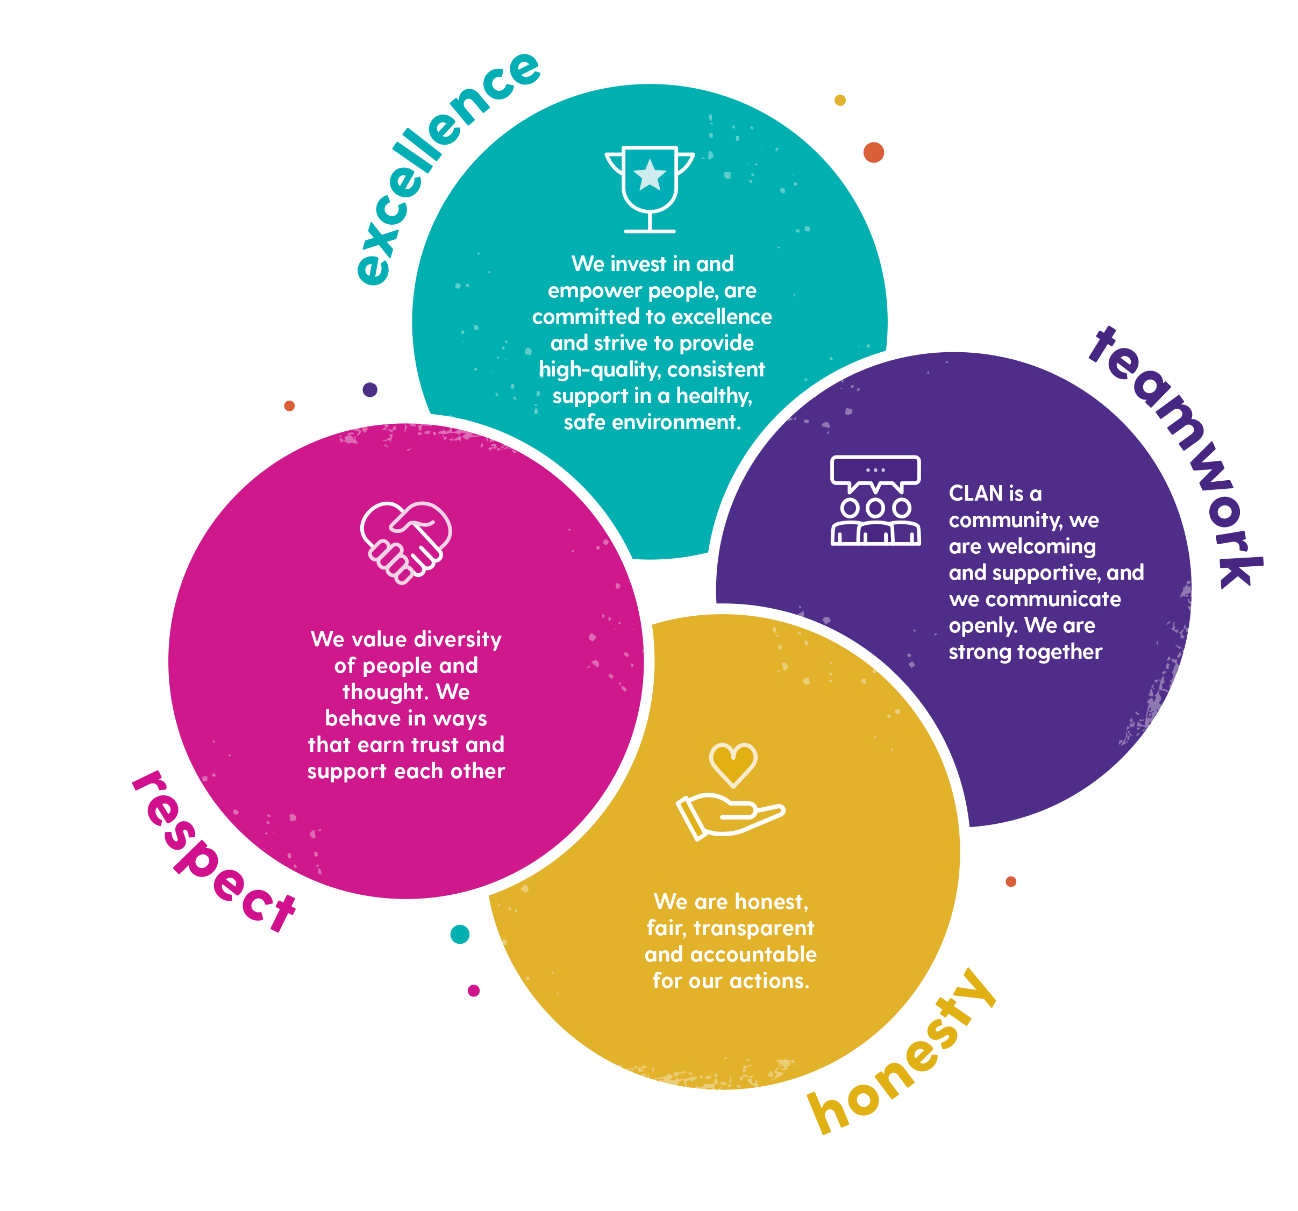 excellence
We invest in and
empower people, are
committed to excellence
and strive to provide
high-quality, consistent
support in a healthy,
safe environment.
teamwork
CLAN is a
community, we
are welcoming
and supportive, and
we communicate
openly. We are
strong together
respect
We value diversity
of people and
thought. We
behave in ways
that earn trust and
support each other
honesty
We are honest,
fair, transparent
and accountable
for our actions.